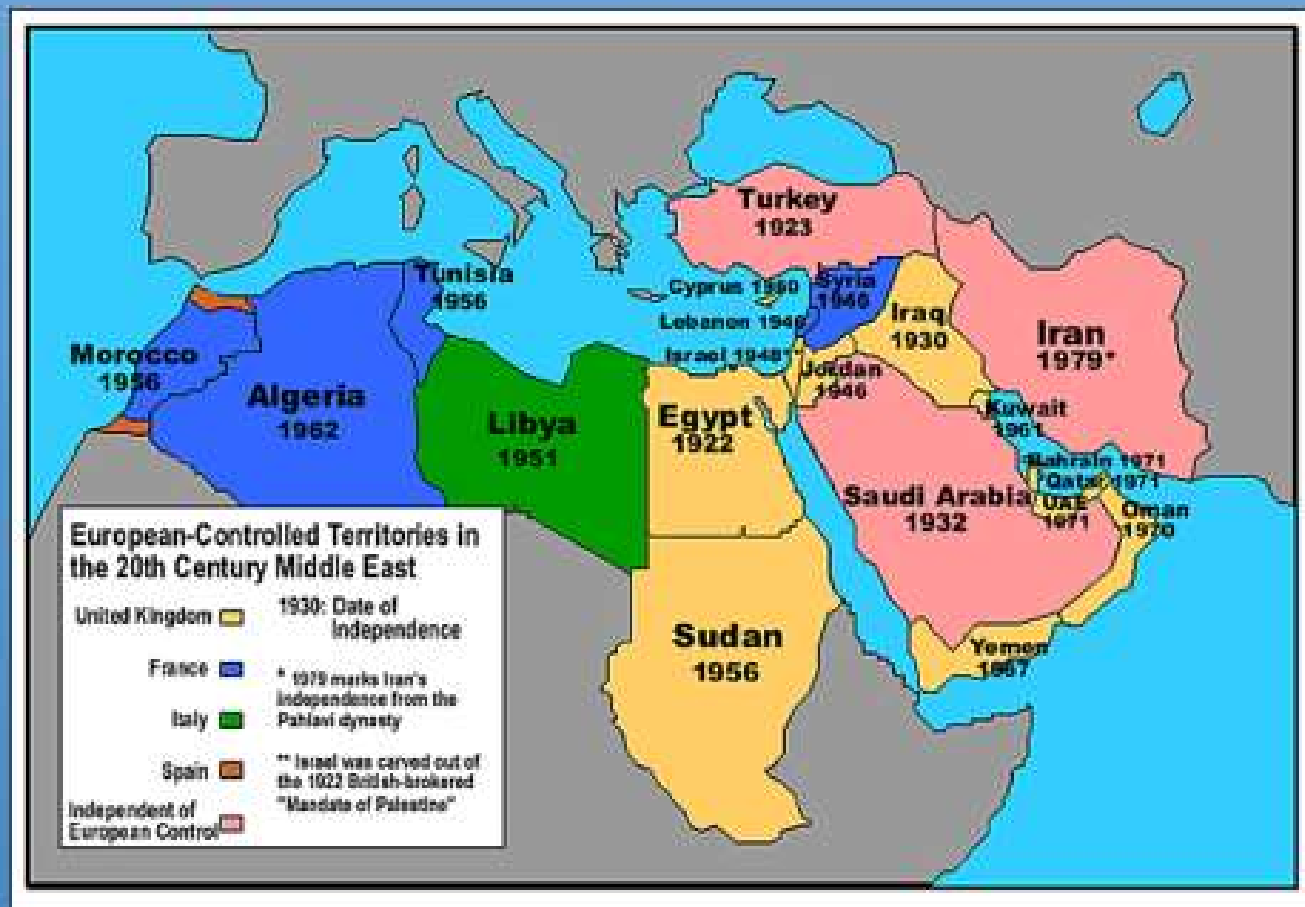 Turkey
1923
Tunisia
1956
Cyprus 1960
Syria
1946
Lebanon 1946
Iraq
1930
Iran
1979*
Morocco
1956
Israel 1948**
Jordan
1946
Algeria
1962
Libya
1951
Egypt
1922
Kuwait
1961
Bahrain 1971
Qatar 1971
Saudi Arabia
1932
UAE
1971
Oman
1970
Sudan
1956
Yemen
1967
European-Controlled Territories in
the 20th Century Middle East
United Kingdom
France
Italy
Spain
Independent of
European Control
1930: Date of
Independence
* 1979 marks Iran's
independence from the
Pahlavi dynasty
** Israel was carved out of
the 1922 British-brokered
"Mandate of Palestine"